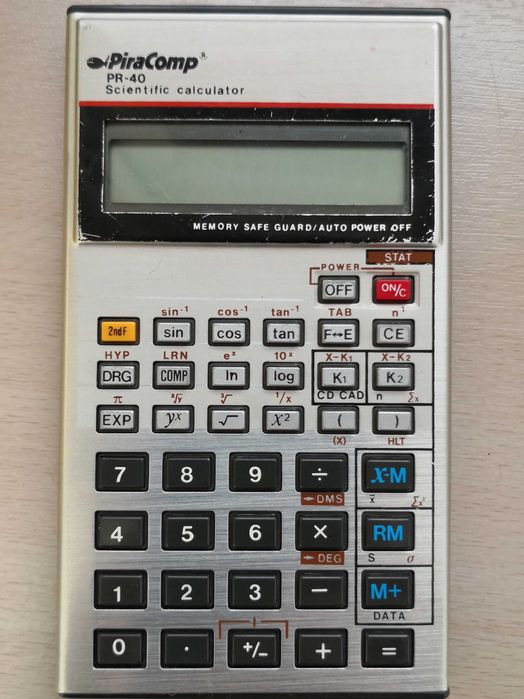 PiraComp R
PR-40
Scientific calculator
MEMORY SAFE GUARD/AUTO POWER OFF
STAT
POWER
OFF ON/C
sin⁻¹ cos⁻¹ tan⁻¹ TAB
2ndF sin cos tan F↔E CE
HYP LRN eˣ 10ˣ X-K₁ X-K₂
DRG COMP ln log K₁ K₂
CD CAD n Σx
π ˣ√y ³√ 1/x
EXP yˣ √ x² ( )
(X) HLT
7 8 9 ÷ X-M
→DMS x̄ Σx²
4 5 6 × RM
→DEG S σ
1 2 3 − M+
DATA
0 . +/− + =